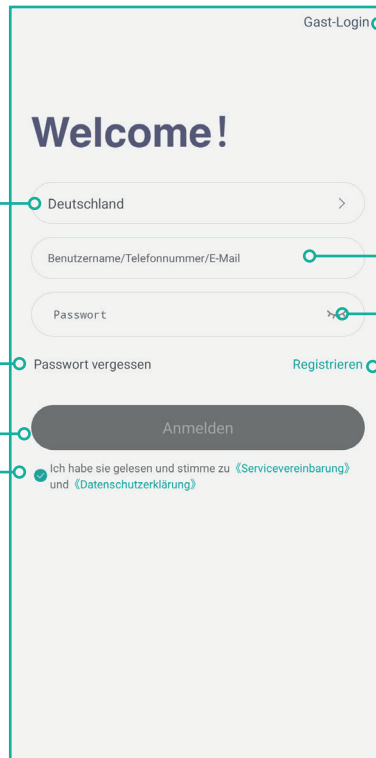 Gast-Login
Welcome!
Deutschland
Benutzername/Telefonnummer/E-Mail
Passwort
Passwort vergessen
Registrieren
Anmelden
Ich habe sie gelesen und stimme zu 《Servicevereinbarung》
und 《Datenschutzerklärung》